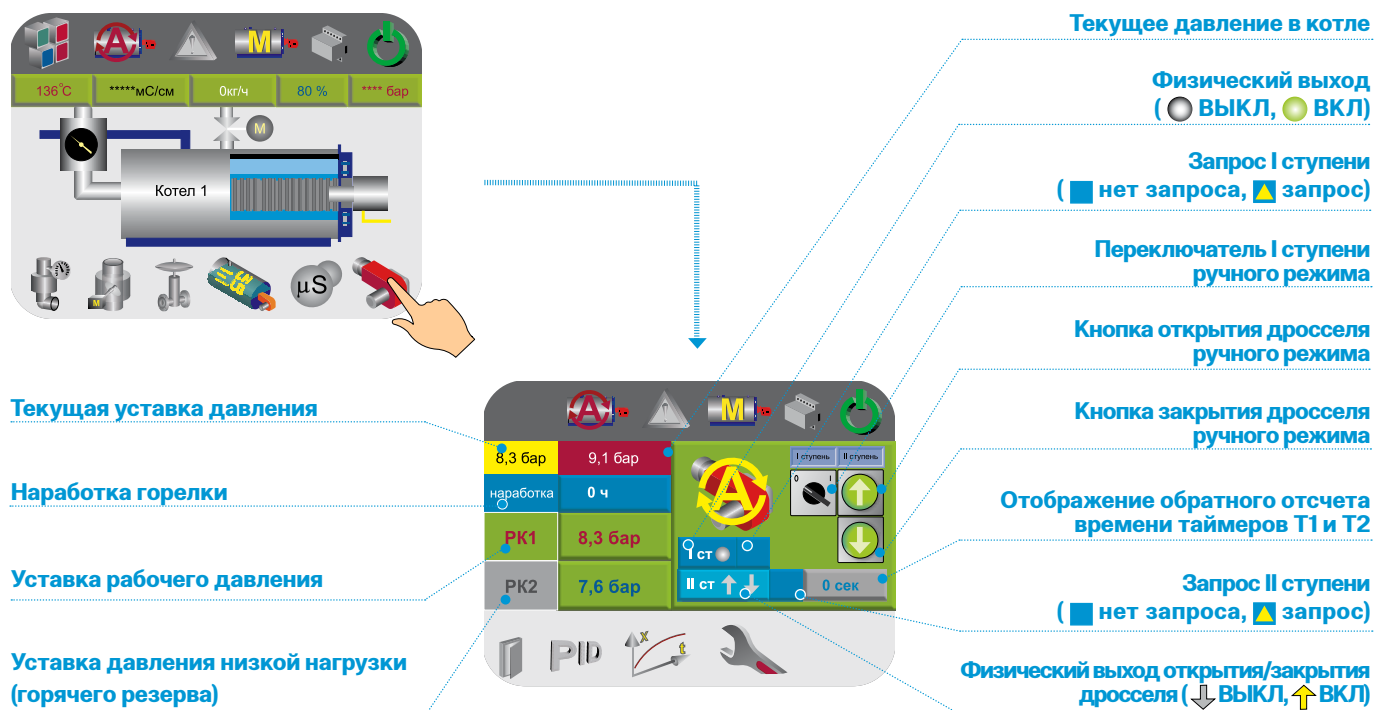 A
M
136°C
*****мС/см
0кг/ч
80 %
**** бар
M
Котел 1
M
µS
Текущее давление в котле
Физический выход
( ВЫКЛ, ВКЛ)
Запрос I ступени
( нет запроса, запрос)
Переключатель I ступени
ручного режима
Кнопка открытия дросселя
ручного режима
Кнопка закрытия дросселя
ручного режима
Отображение обратного отсчета
времени таймеров Т1 и Т2
Запрос II ступени
( нет запроса, запрос)
Физический выход открытия/закрытия
дросселя ( ВЫКЛ, ВКЛ)
Текущая уставка давления
Наработка горелки
Уставка рабочего давления
Уставка давления низкой нагрузки
(горячего резерва)
A
M
8,3 бар
9,1 бар
I ступень
II ступень
A
0
I
наработка
0 ч
РК1
8,3 бар
I ст
РК2
7,6 бар
II ст
0 сек
PID
x
t